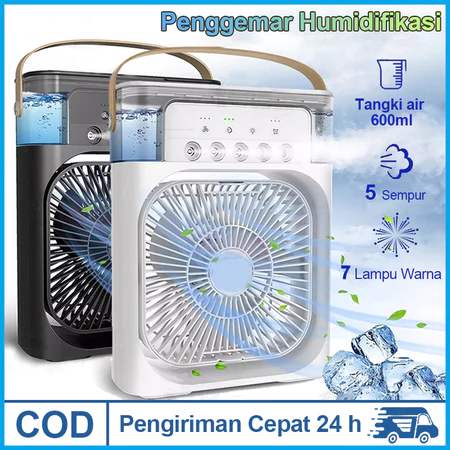 Penggemar Humidifikasi
Tangki air
600ml
5 Sempur
7 Lampu Warna
COD
Pengiriman Cepat 24 h